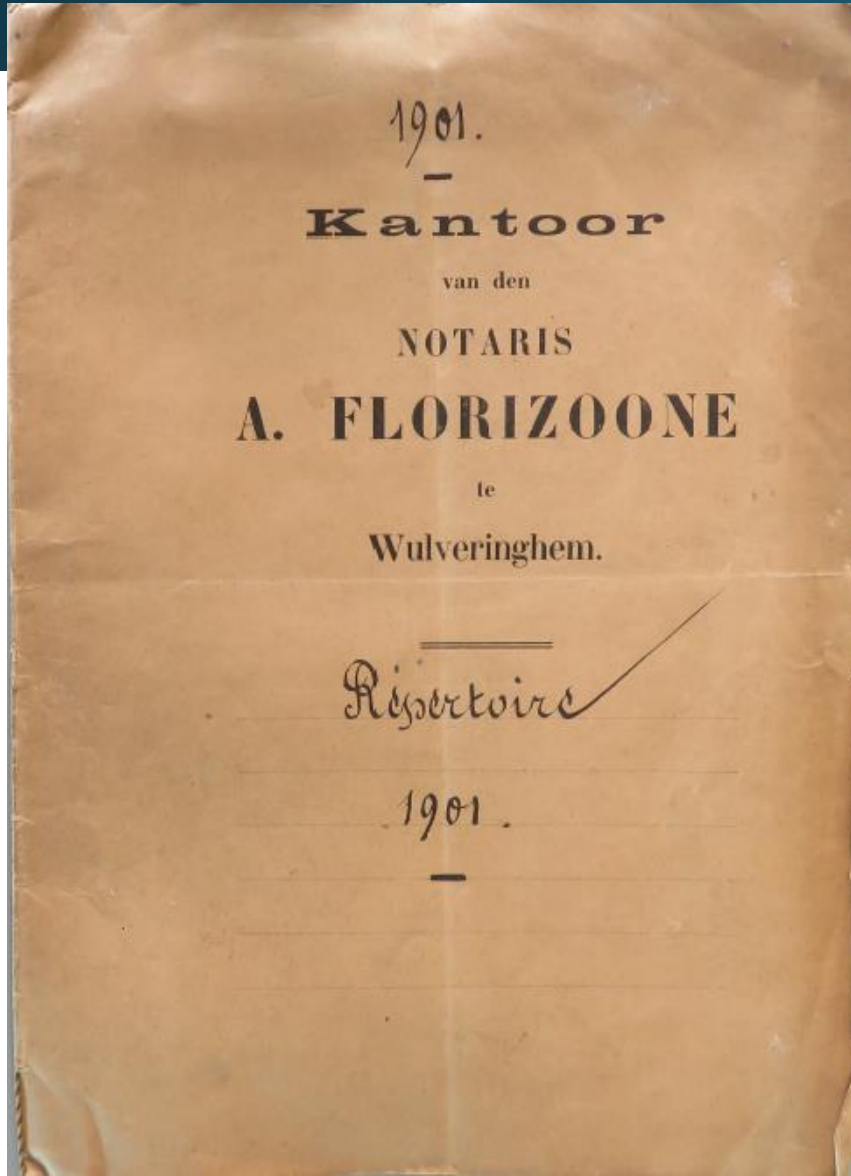 1901.
Kantoor
van den
NOTARIS
A. FLORIZOONE
te
Wulveringhem.
Répertoire
1901.